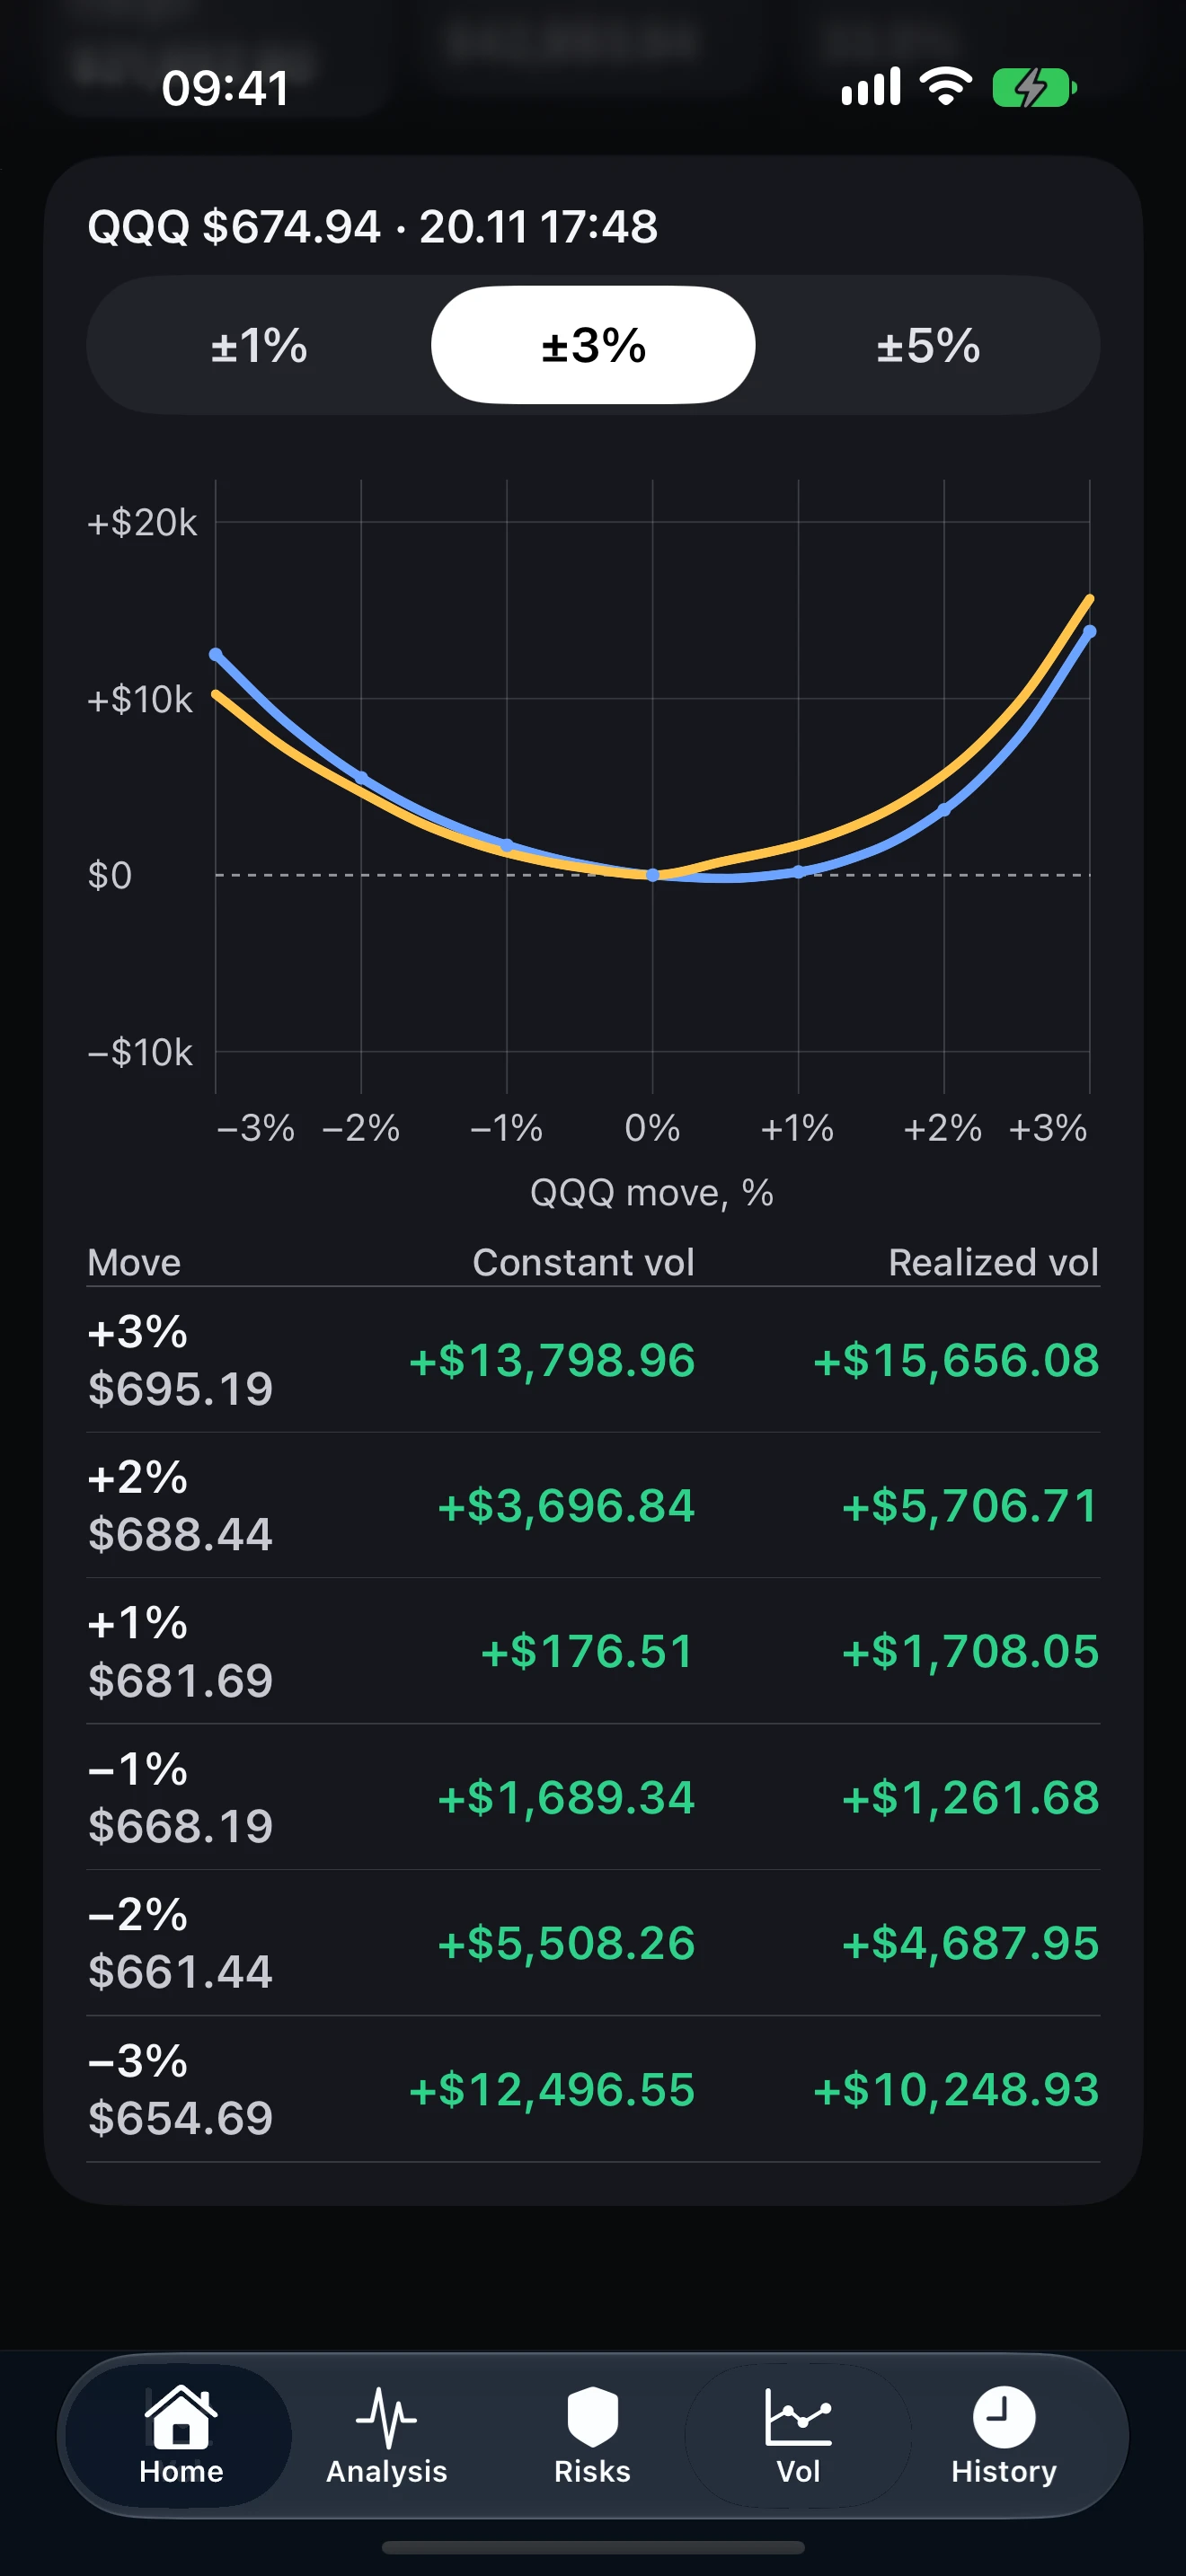 09:41
QQQ $674.94 · 20.11 17:48
±1% ±3% ±5%
+$20k
+$10k
$0
−$10k
−3% −2% −1% 0% +1% +2% +3%
QQQ move, %
Move Constant vol Realized vol
+3%
$695.19 +$13,798.96 +$15,656.08
+2%
$688.44 +$3,696.84 +$5,706.71
+1%
$681.69 +$176.51 +$1,708.05
−1%
$668.19 +$1,689.34 +$1,261.68
−2%
$661.44 +$5,508.26 +$4,687.95
−3%
$654.69 +$12,496.55 +$10,248.93
Home Analysis Risks Vol History